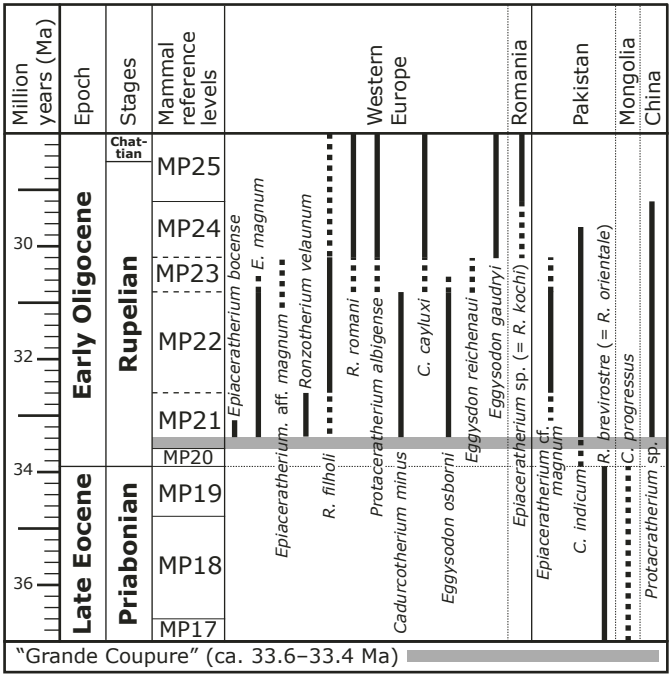 Million years (Ma)
Epoch
Stages
Mammal reference levels
Western Europe
Romania
Pakistan
Mongolia
China
30
32
34
36
Early Oligocene
Late Eocene
Chat-
tian
Rupelian
Priabonian
MP25
MP24
MP23
MP22
MP21
MP20
MP19
MP18
MP17
Epiaceratherium bocense
E. magnum
Epiaceratherium. aff. magnum
Ronzotherium velaunum
R. filholi
R. romani
Protaceratherium albigense
Cadurcotherium minus
C. cayluxi
Eggysodon osborni
Eggysdon reichenaui
Eggysodon gaudryi
Epiaceratherium sp. (= R. kochi)
Epiaceratherium cf.
magnum
C. indicum
R. brevirostre (= R. orientale)
C. progressus
Protacratherium sp.
“Grande Coupure” (ca. 33.6–33.4 Ma)